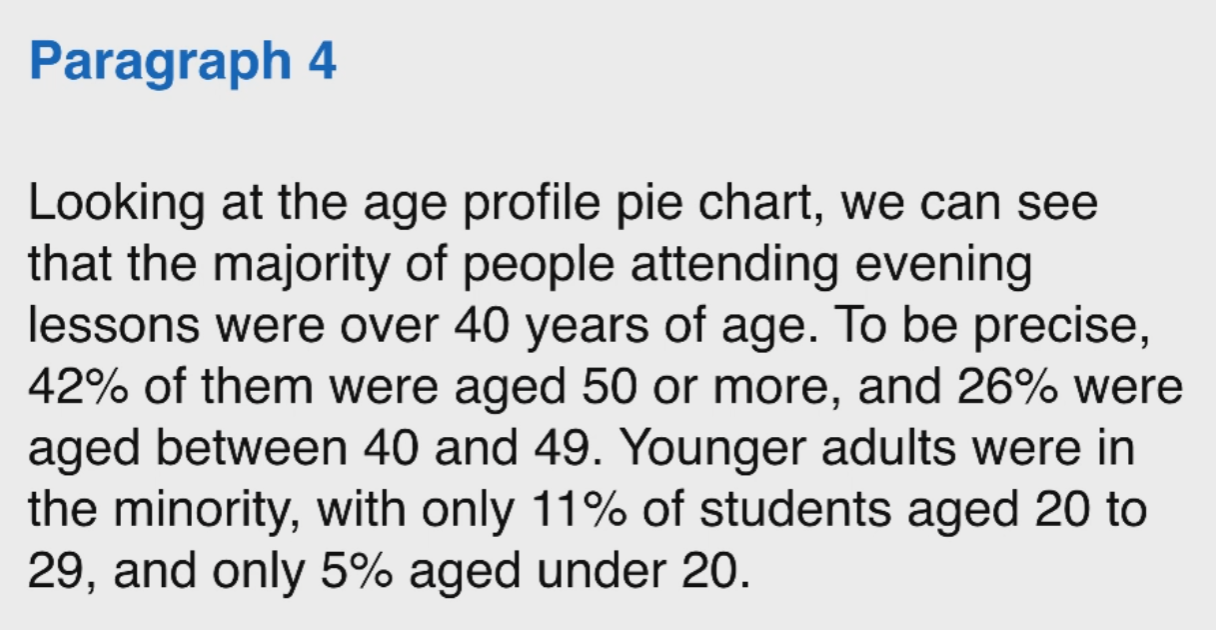 Paragraph 4
Looking at the age profile pie chart, we can see
that the majority of people attending evening
lessons were over 40 years of age. To be precise,
42% of them were aged 50 or more, and 26% were
aged between 40 and 49. Younger adults were in
the minority, with only 11% of students aged 20 to
29, and only 5% aged under 20.